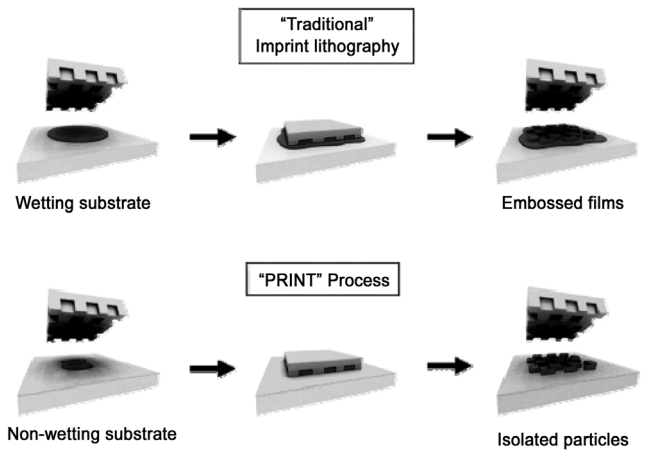 “Traditional”
Imprint lithography
Wetting substrate
Embossed films
“PRINT” Process
Non-wetting substrate
Isolated particles